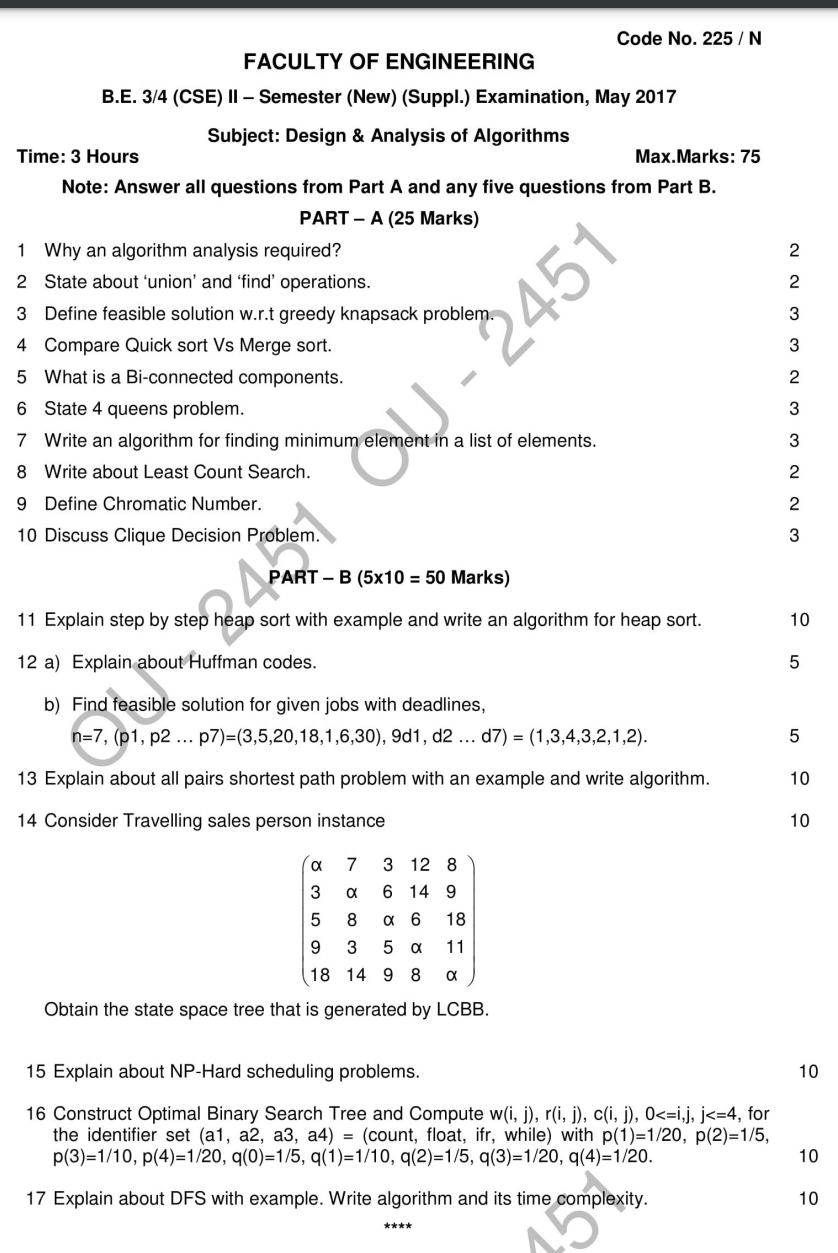 Code No. 225 / N
FACULTY OF ENGINEERING
B.E. 3/4 (CSE) II – Semester (New) (Suppl.) Examination, May 2017
Subject: Design & Analysis of Algorithms
Time: 3 Hours Max.Marks: 75
Note: Answer all questions from Part A and any five questions from Part B.
PART – A (25 Marks)
1 Why an algorithm analysis required? 2
2 State about ‘union’ and ‘find’ operations. 2
3 Define feasible solution w.r.t greedy knapsack problem. 3
4 Compare Quick sort Vs Merge sort. 3
5 What is a Bi-connected components. 2
6 State 4 queens problem. 3
7 Write an algorithm for finding minimum element in a list of elements. 3
8 Write about Least Count Search. 2
9 Define Chromatic Number. 2
10 Discuss Clique Decision Problem. 3
PART – B (5x10 = 50 Marks)
11 Explain step by step heap sort with example and write an algorithm for heap sort. 10
12 a) Explain about Huffman codes. 5
b) Find feasible solution for given jobs with deadlines,
n=7, (p1, p2 … p7)=(3,5,20,18,1,6,30), 9d1, d2 … d7) = (1,3,4,3,2,1,2). 5
13 Explain about all pairs shortest path problem with an example and write algorithm. 10
14 Consider Travelling sales person instance 10
α 7 3 12 8
3 α 6 14 9
5 8 α 6 18
9 3 5 α 11
18 14 9 8 α
Obtain the state space tree that is generated by LCBB.
15 Explain about NP-Hard scheduling problems. 10
16 Construct Optimal Binary Search Tree and Compute w(i, j), r(i, j), c(i, j), 0<=i,j, j<=4, for
the identifier set (a1, a2, a3, a4) = (count, float, ifr, while) with p(1)=1/20, p(2)=1/5,
p(3)=1/10, p(4)=1/20, q(0)=1/5, q(1)=1/10, q(2)=1/5, q(3)=1/20, q(4)=1/20. 10
17 Explain about DFS with example. Write algorithm and its time complexity. 10
****
OU - 2451 OU - 2451
451